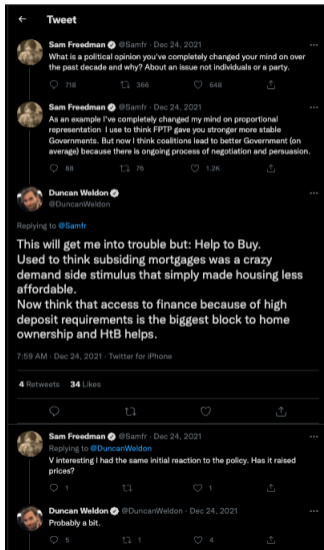 Tweet
Sam Freedman @Samfr · Dec 24, 2021
What is a political opinion you've completely changed your mind on over
the past decade and why? About an issue not individuals or a party.
718 366 648
Sam Freedman @Samfr · Dec 24, 2021
As an example I've completely changed my mind on proportional
representation I use to think FPTP gave you stronger more stable
Governments. But now I think coalitions lead to better Government (on
average) because there is ongoing process of negotiation and persuasion.
88 76 1.2K
Duncan Weldon
@DuncanWeldon
Replying to @Samfr
This will get me into trouble but: Help to Buy.
Used to think subsiding mortgages was a crazy
demand side stimulus that simply made housing less
affordable.
Now think that access to finance because of high
deposit requirements is the biggest block to home
ownership and HtB helps.
7:59 AM · Dec 24, 2021 · Twitter for iPhone
4 Retweets 34 Likes
Sam Freedman @Samfr · Dec 24, 2021
Replying to @DuncanWeldon
V interesting I had the same initial reaction to the policy. Has it raised
prices?
1 1
Duncan Weldon @DuncanWeldon · Dec 24, 2021
Probably a bit.
5 1 4